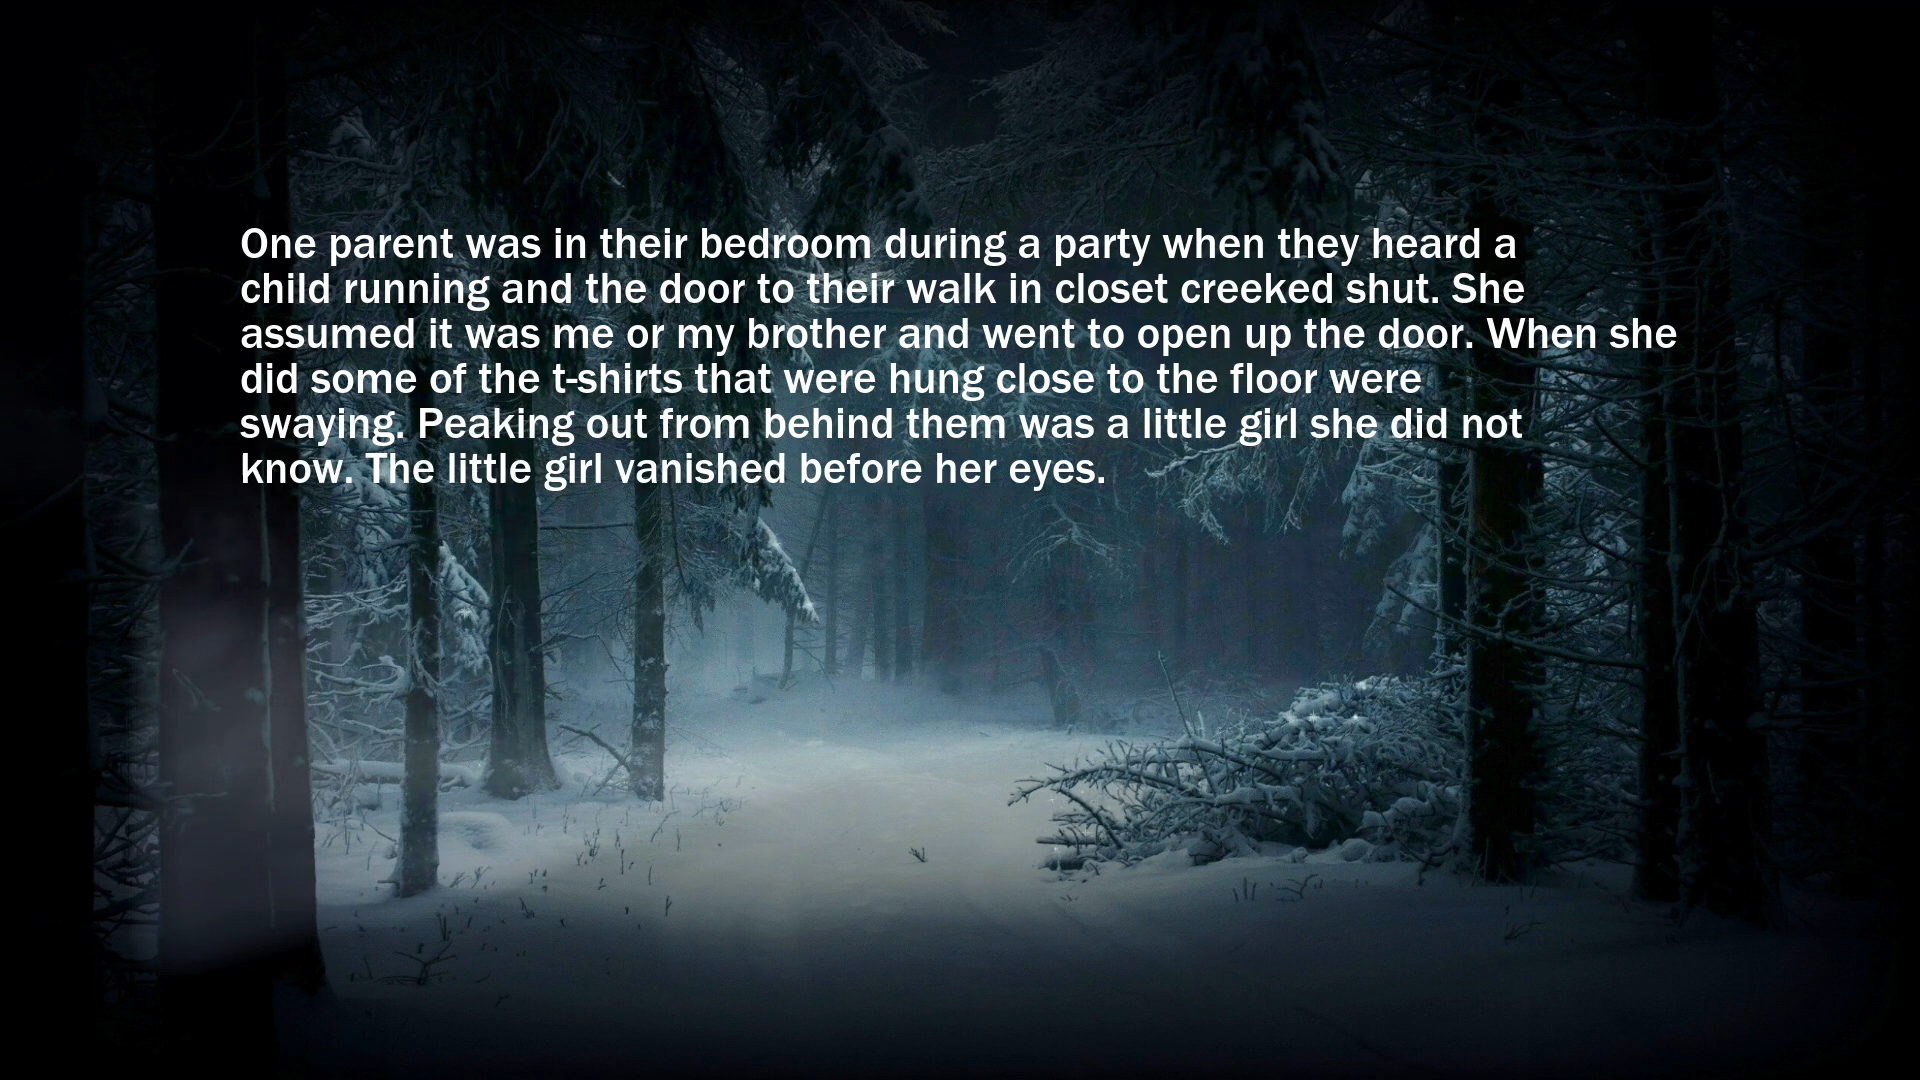 One parent was in their bedroom during a party when they heard a
child running and the door to their walk in closet creeked shut. She
assumed it was me or my brother and went to open up the door. When she
did some of the t-shirts that were hung close to the floor were
swaying. Peaking out from behind them was a little girl she did not
know. The little girl vanished before her eyes.